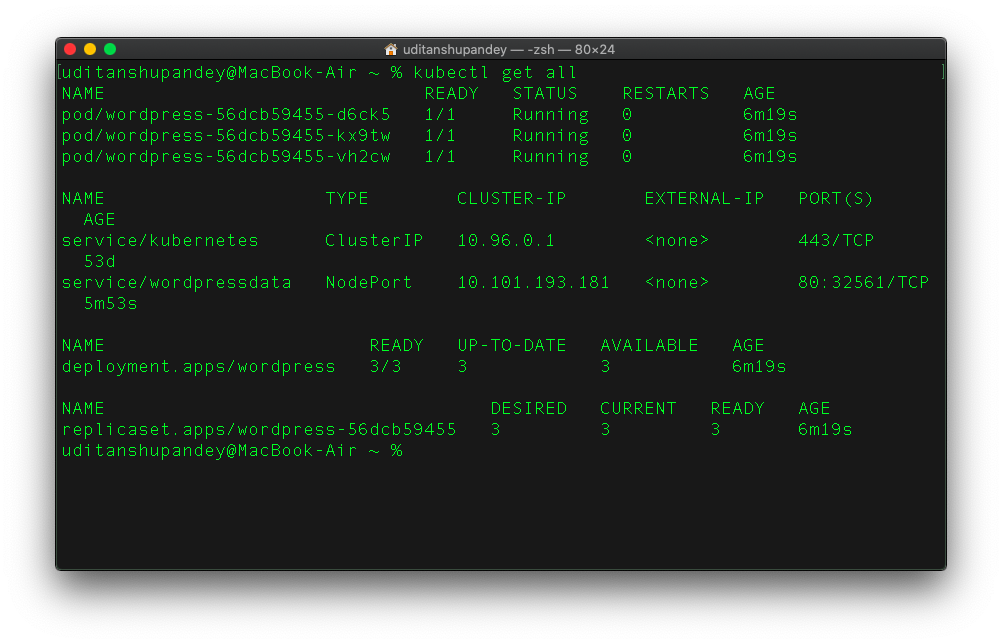 uditanshupandey — -zsh — 80×24
[uditanshupandey@MacBook-Air ~ % kubectl get all ]
NAME READY STATUS RESTARTS AGE
pod/wordpress-56dcb59455-d6ck5 1/1 Running 0 6m19s
pod/wordpress-56dcb59455-kx9tw 1/1 Running 0 6m19s
pod/wordpress-56dcb59455-vh2cw 1/1 Running 0 6m19s
NAME TYPE CLUSTER-IP EXTERNAL-IP PORT(S)
AGE
service/kubernetes ClusterIP 10.96.0.1 <none> 443/TCP
53d
service/wordpressdata NodePort 10.101.193.181 <none> 80:32561/TCP
5m53s
NAME READY UP-TO-DATE AVAILABLE AGE
deployment.apps/wordpress 3/3 3 3 6m19s
NAME DESIRED CURRENT READY AGE
replicaset.apps/wordpress-56dcb59455 3 3 3 6m19s
uditanshupandey@MacBook-Air ~ %